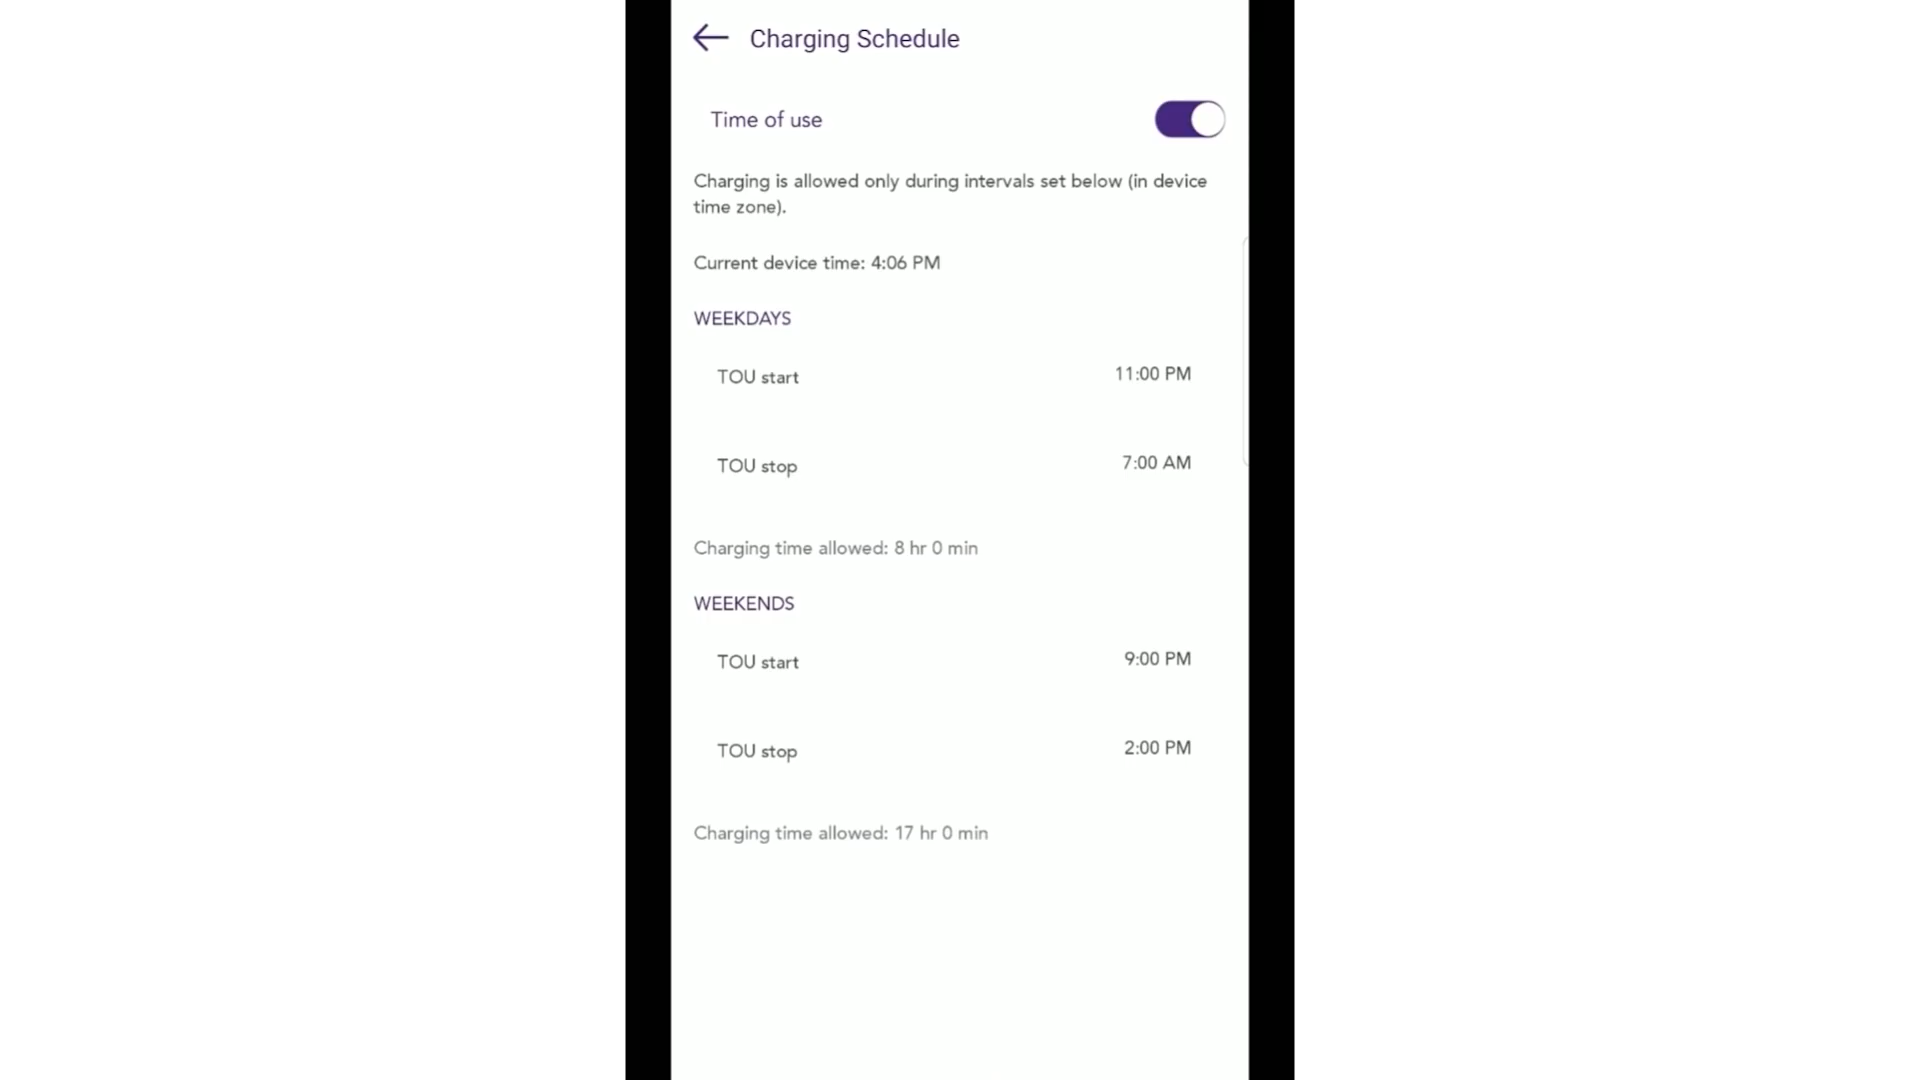 Charging Schedule
Time of use
Charging is allowed only during intervals set below (in device
time zone).
Current device time: 4:06 PM
WEEKDAYS
TOU start 11:00 PM
TOU stop 7:00 AM
Charging time allowed: 8 hr 0 min
WEEKENDS
TOU start 9:00 PM
TOU stop 2:00 PM
Charging time allowed: 17 hr 0 min